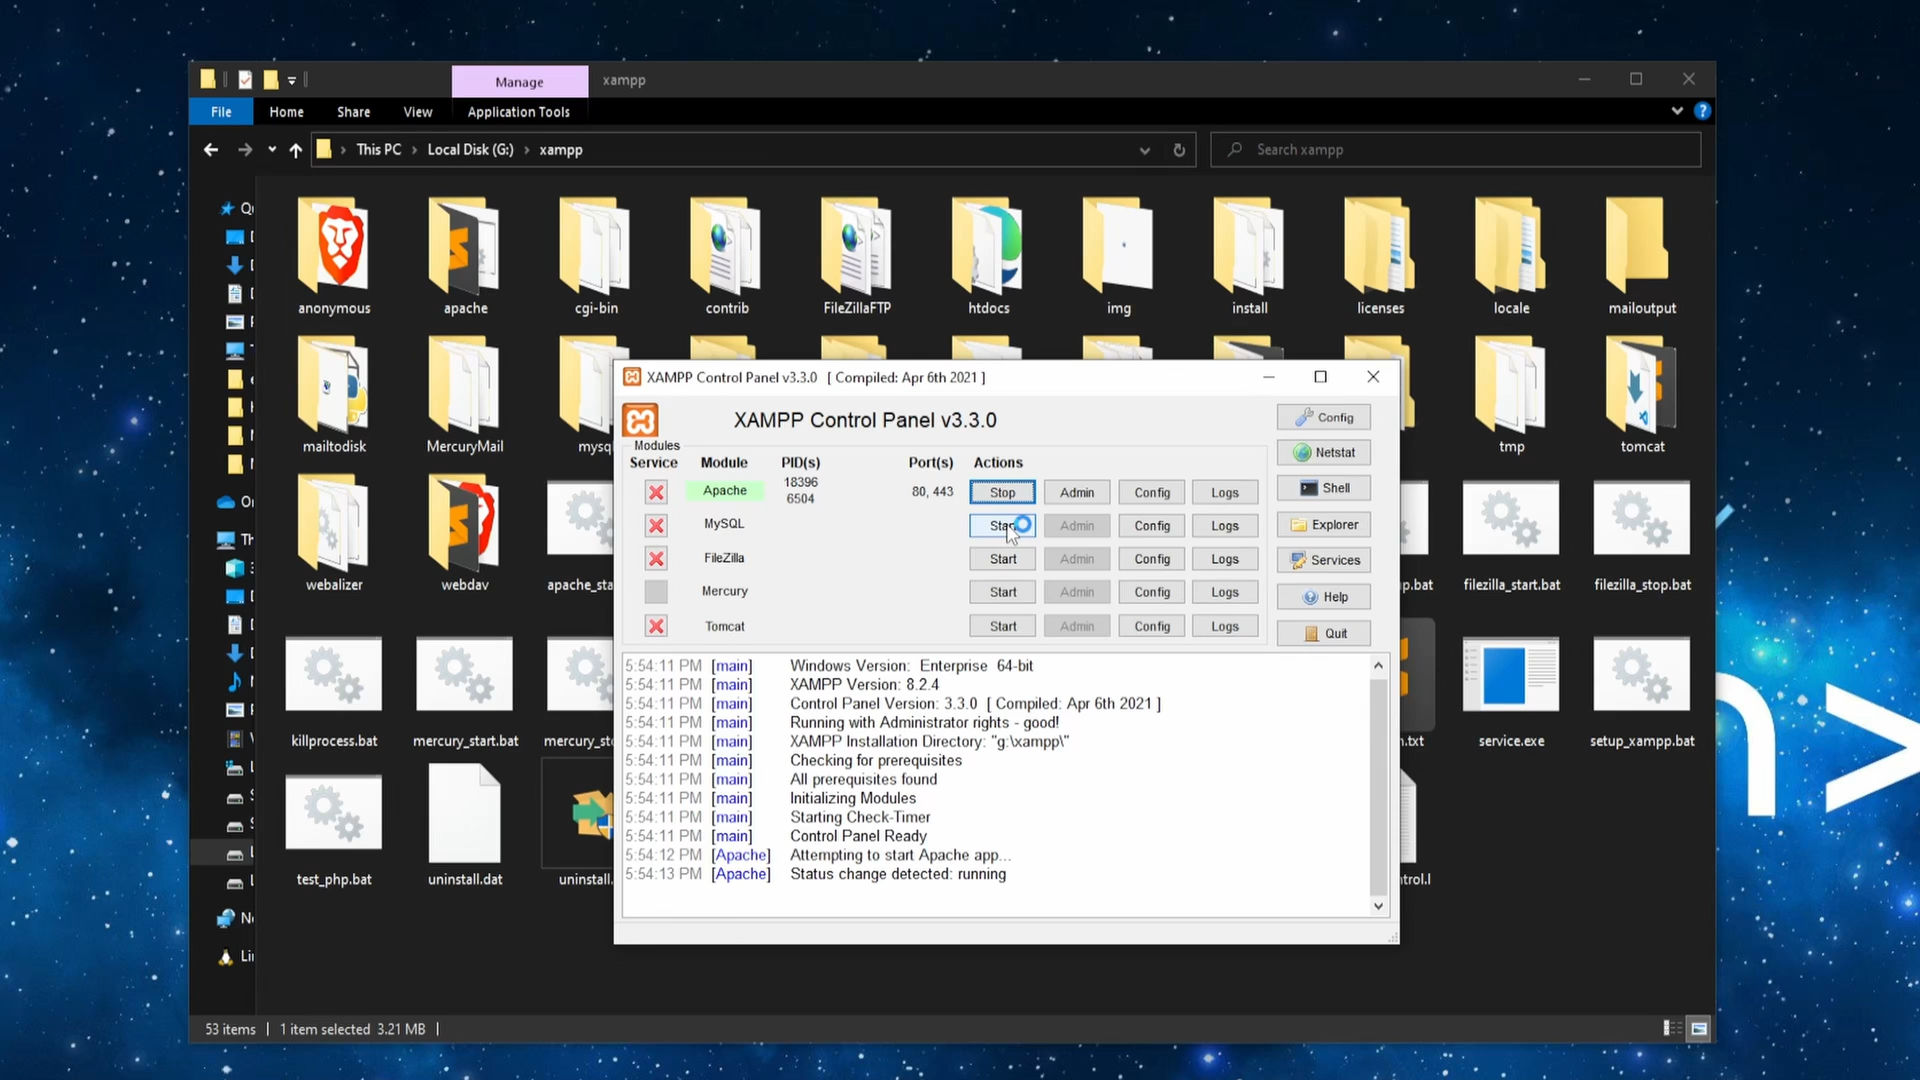 Manage
xampp
File
Home
Share
View
Application Tools
This PC
Local Disk (G:)
xampp
Search xampp
anonymous
apache
cgi-bin
contrib
FileZillaFTP
htdocs
img
install
licenses
locale
mailoutput
mailtodisk
MercuryMail
mysql
tmp
tomcat
webalizer
webdav
apache_sta
p.bat
filezilla_start.bat
filezilla_stop.bat
killprocess.bat
mercury_start.bat
mercury_sto
.txt
service.exe
setup_xampp.bat
test_php.bat
uninstall.dat
uninstall.
ntrol.i
XAMPP Control Panel v3.3.0 [ Compiled: Apr 6th 2021 ]
XAMPP Control Panel v3.3.0
Config
Modules
Service
Module
PID(s)
Port(s)
Actions
Netstat
Apache
18396
6504
80, 443
Stop
Admin
Config
Logs
Shell
MySQL
Start
Admin
Config
Logs
Explorer
FileZilla
Start
Admin
Config
Logs
Services
Mercury
Start
Admin
Config
Logs
Help
Tomcat
Start
Admin
Config
Logs
Quit
5:54:11 PM [main] Windows Version: Enterprise 64-bit
5:54:11 PM [main] XAMPP Version: 8.2.4
5:54:11 PM [main] Control Panel Version: 3.3.0 [ Compiled: Apr 6th 2021 ]
5:54:11 PM [main] Running with Administrator rights - good!
5:54:11 PM [main] XAMPP Installation Directory: "g:\xampp\"
5:54:11 PM [main] Checking for prerequisites
5:54:11 PM [main] All prerequisites found
5:54:11 PM [main] Initializing Modules
5:54:11 PM [main] Starting Check-Timer
5:54:11 PM [main] Control Panel Ready
5:54:12 PM [Apache] Attempting to start Apache app...
5:54:13 PM [Apache] Status change detected: running
53 items
1 item selected 3.21 MB